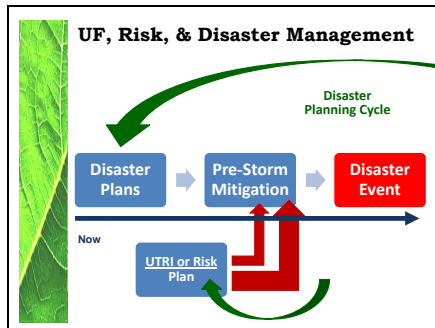 UF, Risk, & Disaster Management
Disaster
Planning Cycle
Disaster
Plans
Pre-Storm
Mitigation
Disaster
Event
Now
UTRI or Risk
Plan